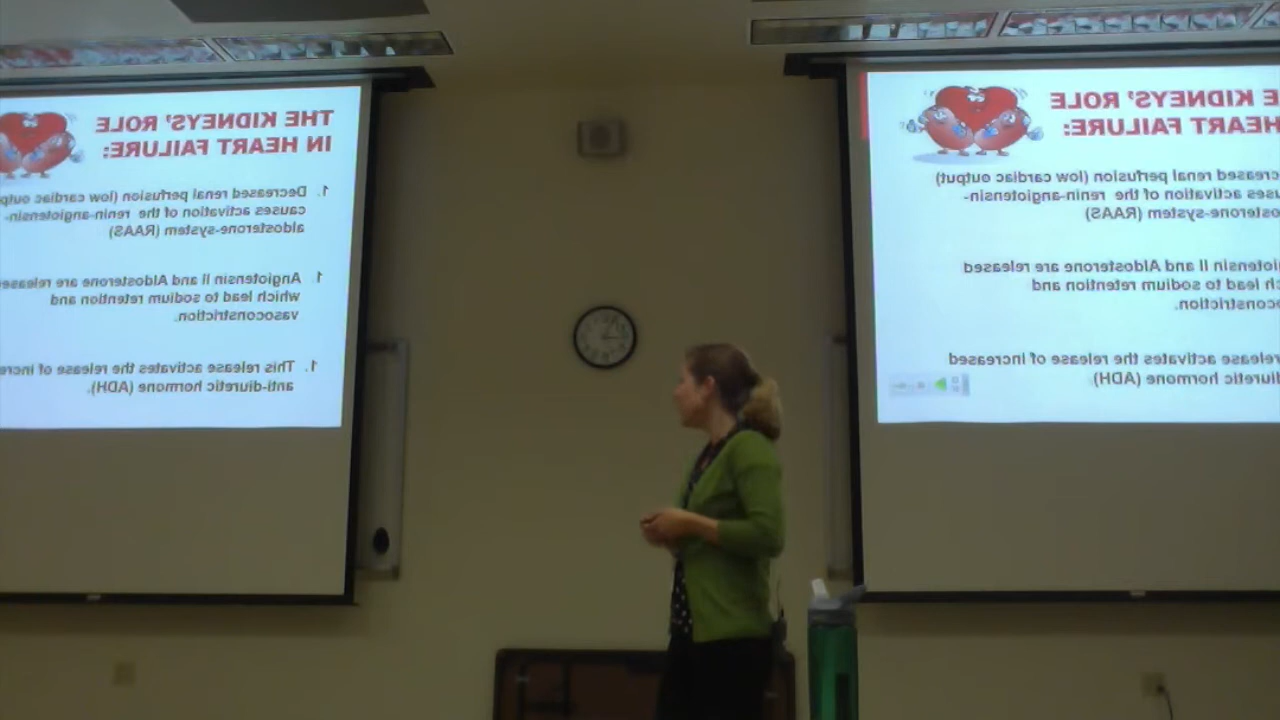 THE KIDNEYS' ROLE
IN HEART FAILURE:
1. Decreased renal perfusion (low cardiac outpu
causes activation of the renin-angiotensin-
aldosterone-system (RAAS)
1 Angiotensin II and Aldosterone are release
which lead to sodium retention and
vasoconstriction.
1. This release activates the release of incre
anti-diuretic hormone (ADH).
E KIDNEYS' ROLE
HEART FAILURE:
creased renal perfusion (low cardiac output)
uses activation of the renin-angiotensin-
osterone-system (RAAS)
iotensin II and Aldosterone are released
ch lead to sodium retention and
oconstriction.
release activates the release of increased
diuretic hormone (ADH)